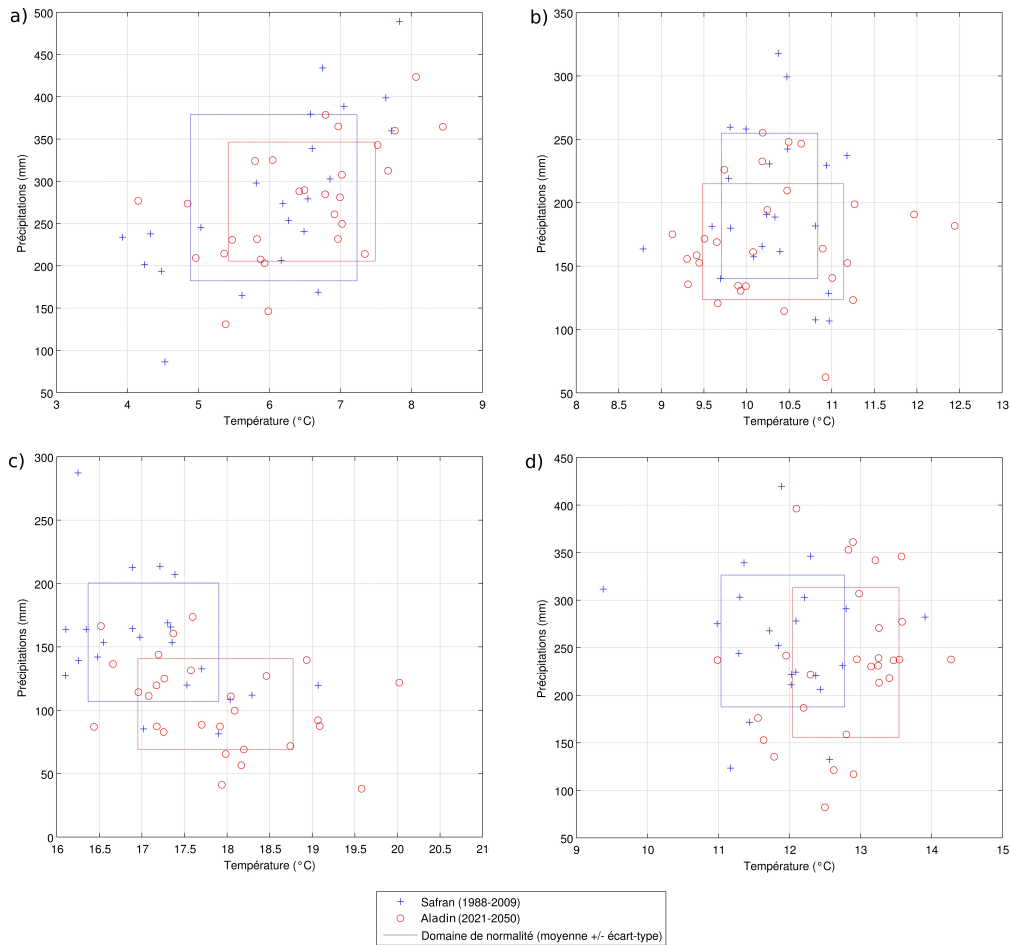 a)
500
450
400
350
300
250
200
150
100
50
Précipitations (mm)
3 4 5 6 7 8 9
Température (°C)
b)
350
300
250
200
150
100
50
Précipitations (mm)
8 8.5 9 9.5 10 10.5 11 11.5 12 12.5 13
Température (°C)
c)
300
250
200
150
100
50
0
Précipitations (mm)
16 16.5 17 17.5 18 18.5 19 19.5 20 20.5 21
Température (°C)
d)
450
400
350
300
250
200
150
100
50
Précipitations (mm)
9 10 11 12 13 14 15
Température (°C)
Safran (1988-2009)
Aladin (2021-2050)
Domaine de normalité (moyenne +/- écart-type)